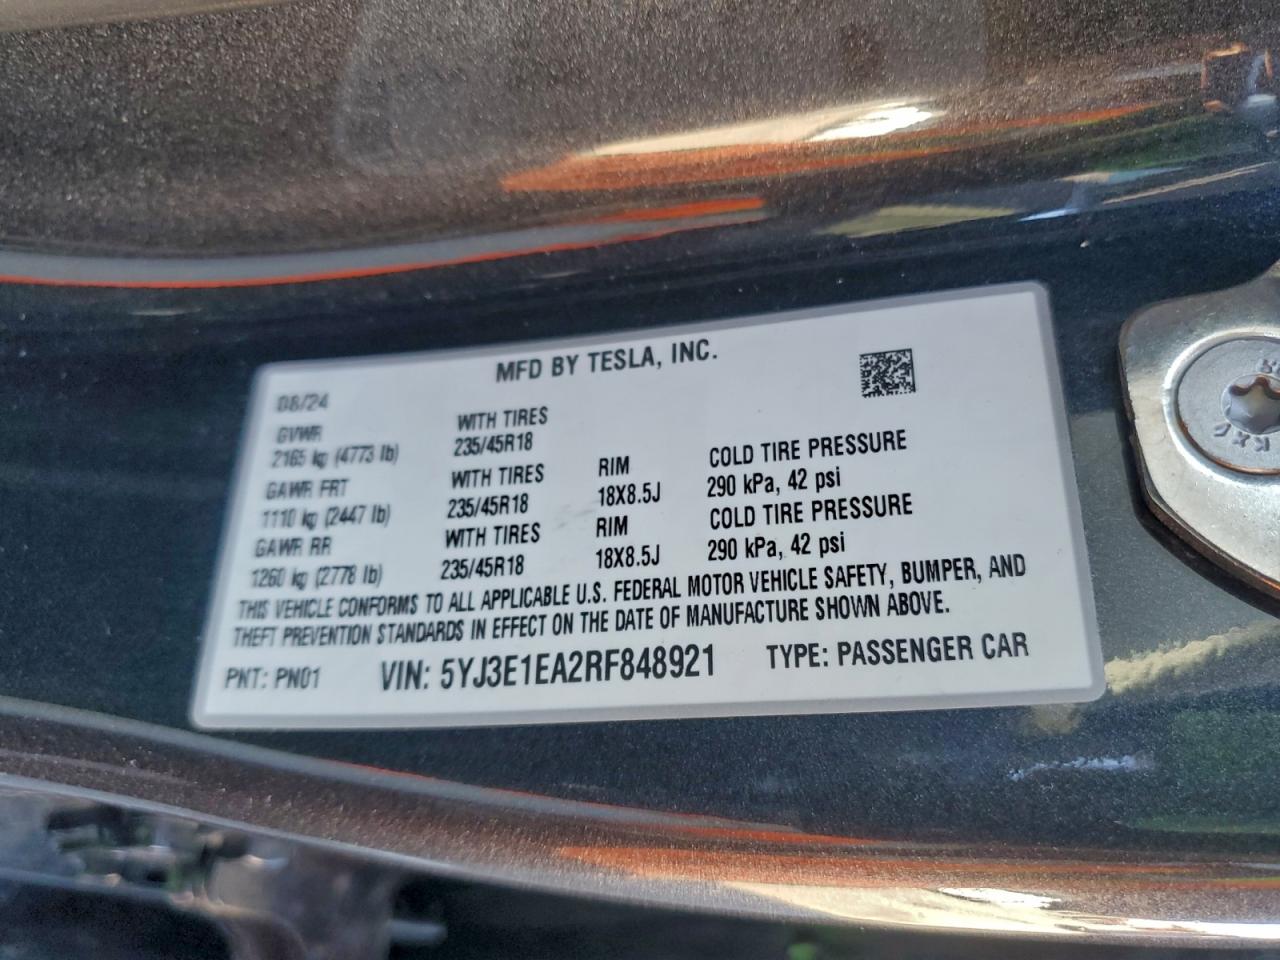 MFD BY TESLA, INC.
08/24
GVWR
2165 kg (4773 lb)
WITH TIRES
235/45R18
GAWR FRT
1110 kg (2447 lb)
WITH TIRES
235/45R18
RIM
18X8.5J
COLD TIRE PRESSURE
290 kPa, 42 psi
GAWR RR
1260 kg (2778 lb)
WITH TIRES
235/45R18
RIM
18X8.5J
COLD TIRE PRESSURE
290 kPa, 42 psi
THIS VEHICLE CONFORMS TO ALL APPLICABLE U.S. FEDERAL MOTOR VEHICLE SAFETY, BUMPER, AND
THEFT PREVENTION STANDARDS IN EFFECT ON THE DATE OF MANUFACTURE SHOWN ABOVE.
PNT: PN01 VIN: 5YJ3E1EA2RF848921 TYPE: PASSENGER CAR